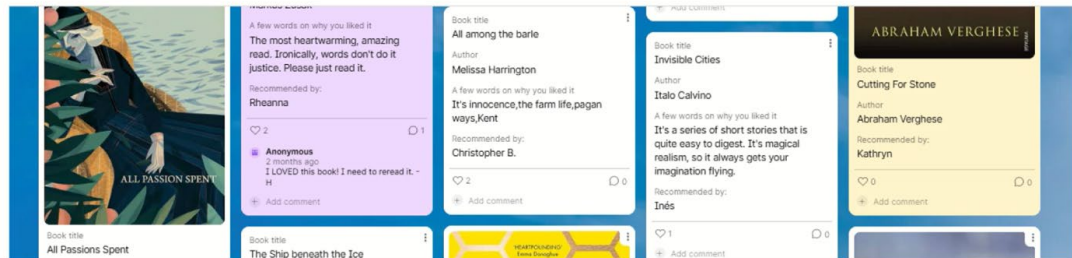 ALL PASSION SPENT
Book title
All Passions Spent
Markus Zusak
A few words on why you liked it
The most heartwarming, amazing
read. Ironically, words don't do it
justice. Please just read it.
Recommended by:
Rheanna
2
1
Anonymous
2 months ago
I LOVED this book! I need to reread it. -
H
Add comment
Book title
The Ship beneath the Ice
Book title
All among the barle
Author
Melissa Harrington
A few words on why you liked it
It's innocence,the farm life,pagan
ways,Kent
Recommended by:
Christopher B.
2
0
Add comment
'HEARTPOUNDING'
Emma Donoghue
Add comment
Book title
Invisible Cities
Author
Italo Calvino
A few words on why you liked it
It's a series of short stories that is
quite easy to digest. It's magical
realism, so it always gets your
imagination flying.
Recommended by:
Inés
1
0
Add comment
ABRAHAM VERGHESE
Book title
Cutting For Stone
Author
Abraham Verghese
Recommended by:
Kathryn
0
0
Add comment